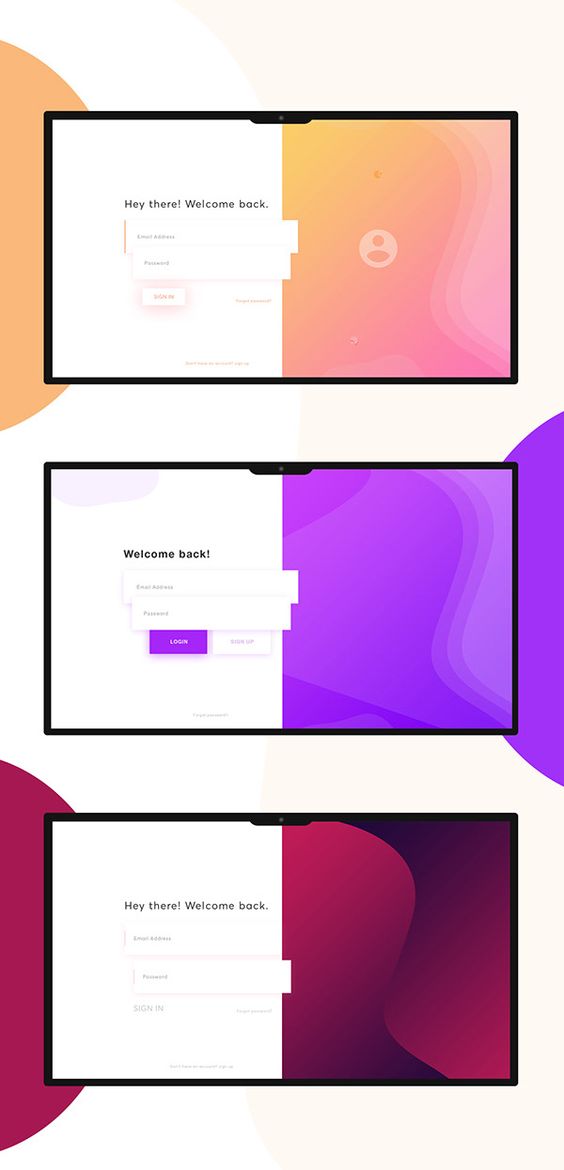 Hey there! Welcome back.
Email Address
Password
SIGN IN
Forgot password?
Don't have an account? sign up
Welcome back!
Email Address
Password
LOGIN
SIGN UP
Forgot password?
Hey there! Welcome back.
Email Address
Password
SIGN IN
Forgot password?
Don't have an account? sign up